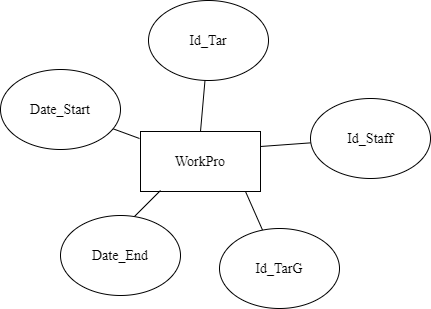 Id_Tar
Date_Start
Id_Staff
WorkPro
Date_End
Id_TarG